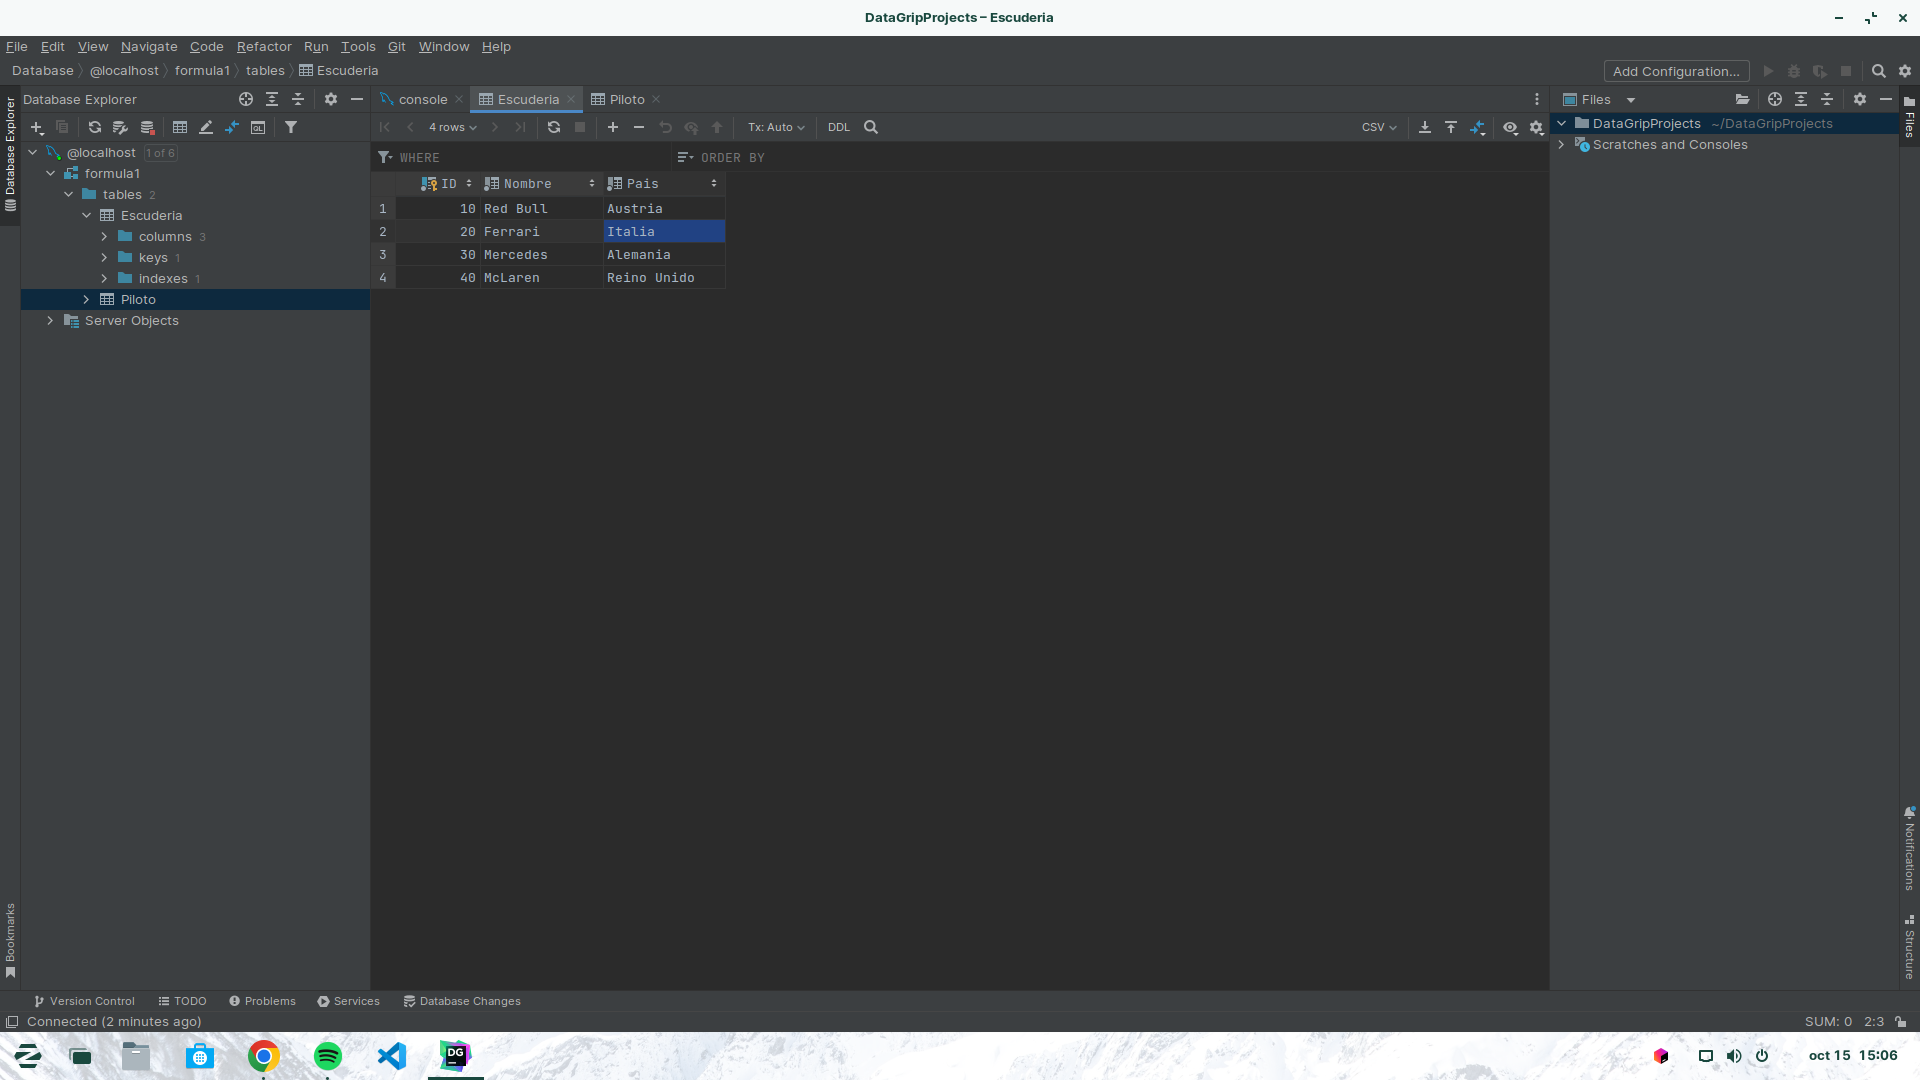 DataGripProjects – Escuderia
File Edit View Navigate Code Refactor Run Tools Git Window Help
Database @localhost formula1 tables Escuderia
Add Configuration...
Database Explorer
Database Explorer
console Escuderia Piloto
Files
Files
4 rows Tx: Auto DDL CSV
DataGripProjects ~/DataGripProjects
Scratches and Consoles
@localhost 1 of 6
formula1
tables 2
Escuderia
columns 3
keys 1
indexes 1
Piloto
Server Objects
WHERE ORDER BY
ID Nombre Pais
1 10 Red Bull Austria
2 20 Ferrari Italia
3 30 Mercedes Alemania
4 40 McLaren Reino Unido
Notifications
Structure
Bookmarks
Version Control TODO Problems Services Database Changes
Connected (2 minutes ago)
SUM: 0 2:3
DG
oct 15 15:06